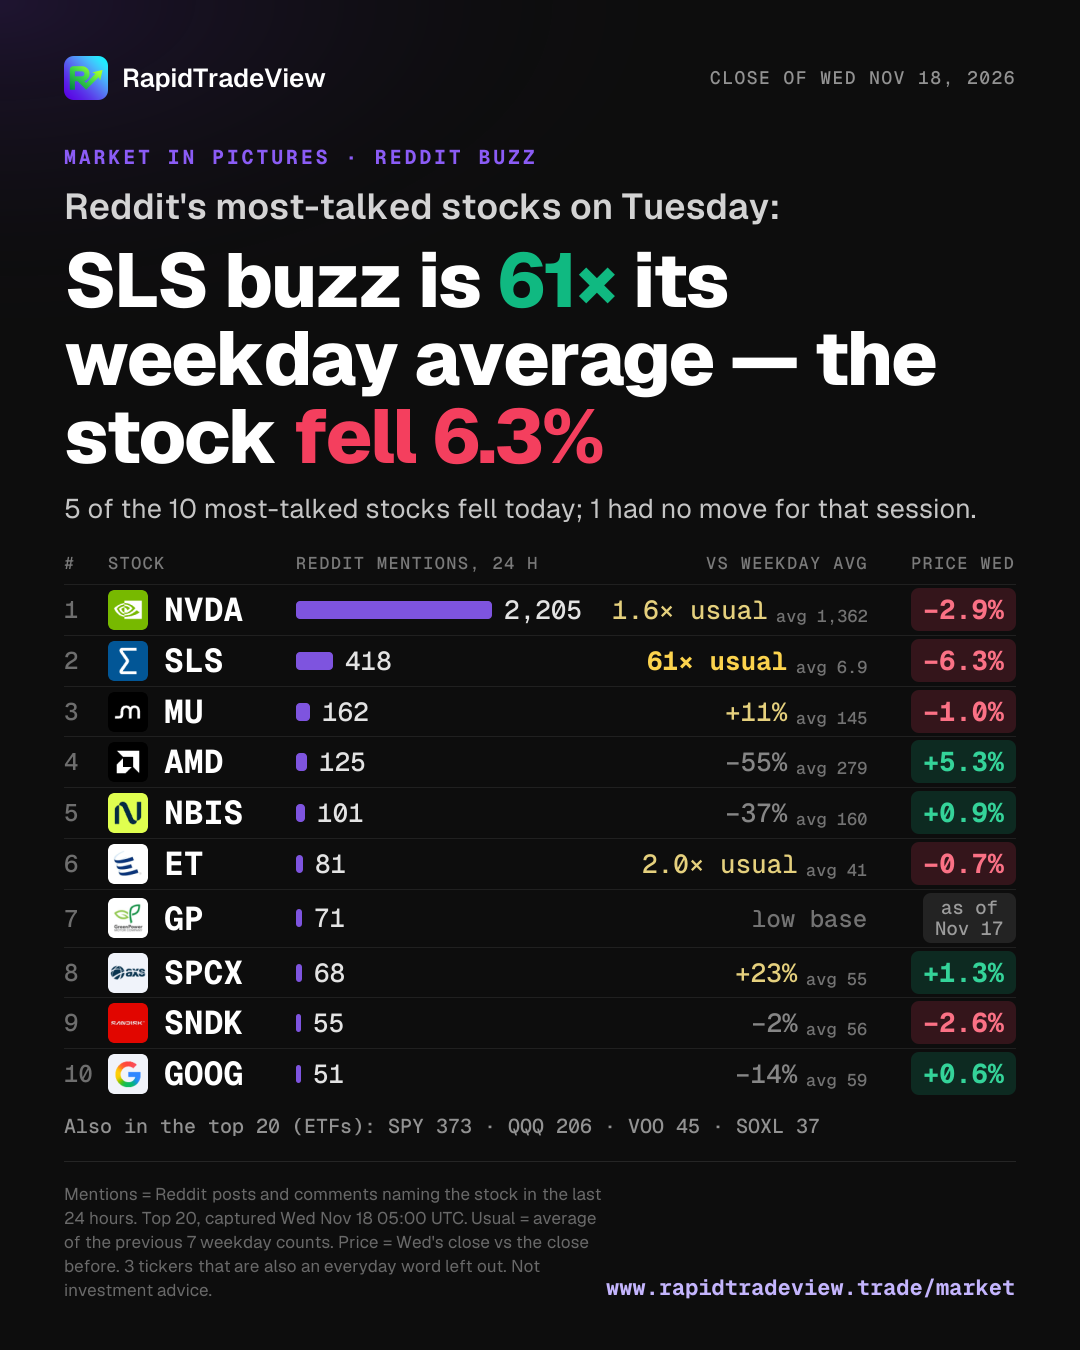 RapidTradeView
CLOSE OF WED NOV 18, 2026
MARKET IN PICTURES · REDDIT BUZZ
Reddit's most-talked stocks on Tuesday:
SLS buzz is 61× its
weekday average — the
stock fell 6.3%
5 of the 10 most-talked stocks fell today; 1 had no move for that session.
# STOCK REDDIT MENTIONS, 24 H VS WEEKDAY AVG PRICE WED
1 NVDA 2,205 1.6× usual avg 1,362 −2.9%
2 SLS 418 61× usual avg 6.9 −6.3%
3 MU 162 +11% avg 145 −1.0%
4 AMD 125 −55% avg 279 +5.3%
5 NBIS 101 −37% avg 160 +0.9%
6 ET 81 2.0× usual avg 41 −0.7%
7 GP 71 low base as of Nov 17
8 SPCX 68 +23% avg 55 +1.3%
9 SNDK 55 −2% avg 56 −2.6%
10 GOOG 51 −14% avg 59 +0.6%
Also in the top 20 (ETFs): SPY 373 · QQQ 206 · VOO 45 · SOXL 37
Mentions = Reddit posts and comments naming the stock in the last
24 hours. Top 20, captured Wed Nov 18 05:00 UTC. Usual = average
of the previous 7 weekday counts. Price = Wed's close vs the close
before. 3 tickers that are also an everyday word left out. Not
investment advice.
www.rapidtradeview.trade/market